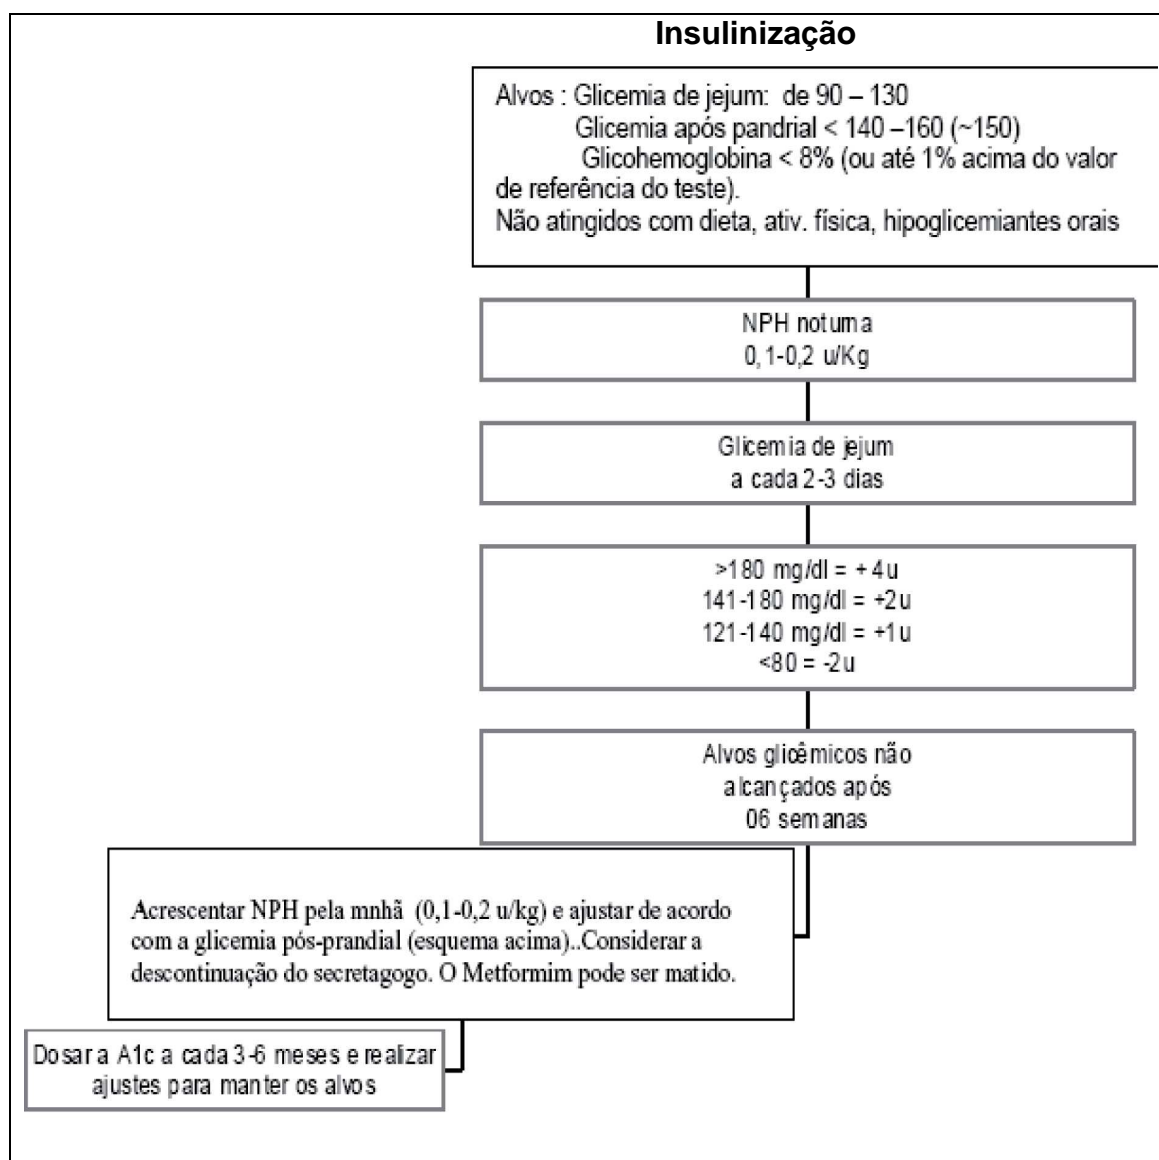 Insulinização
Alvos : Glicemia de jejum: de 90 – 130
Glicemia após pandrial < 140 –160 (~150)
Glicohemoglobina < 8% (ou até 1% acima do valor
de referência do teste).
Não atingidos com dieta, ativ. física, hipoglicemiantes orais
NPH noturna
0,1-0,2 u/Kg
Glicemia de jejum
a cada 2-3 dias
>180 mg/dl = + 4u
141-180 mg/dl = +2u
121-140 mg/dl = +1u
<80 = -2u
Alvos glicêmicos não
alcançados após
06 semanas
Acrescentar NPH pela mnhã (0,1-0,2 u/kg) e ajustar de acordo
com a glicemia pós-prandial (esquema acima)..Considerar a
descontinuação do secretagogo. O Metformim pode ser matido.
Dosar a A1c a cada 3-6 meses e realizar
ajustes para manter os alvos